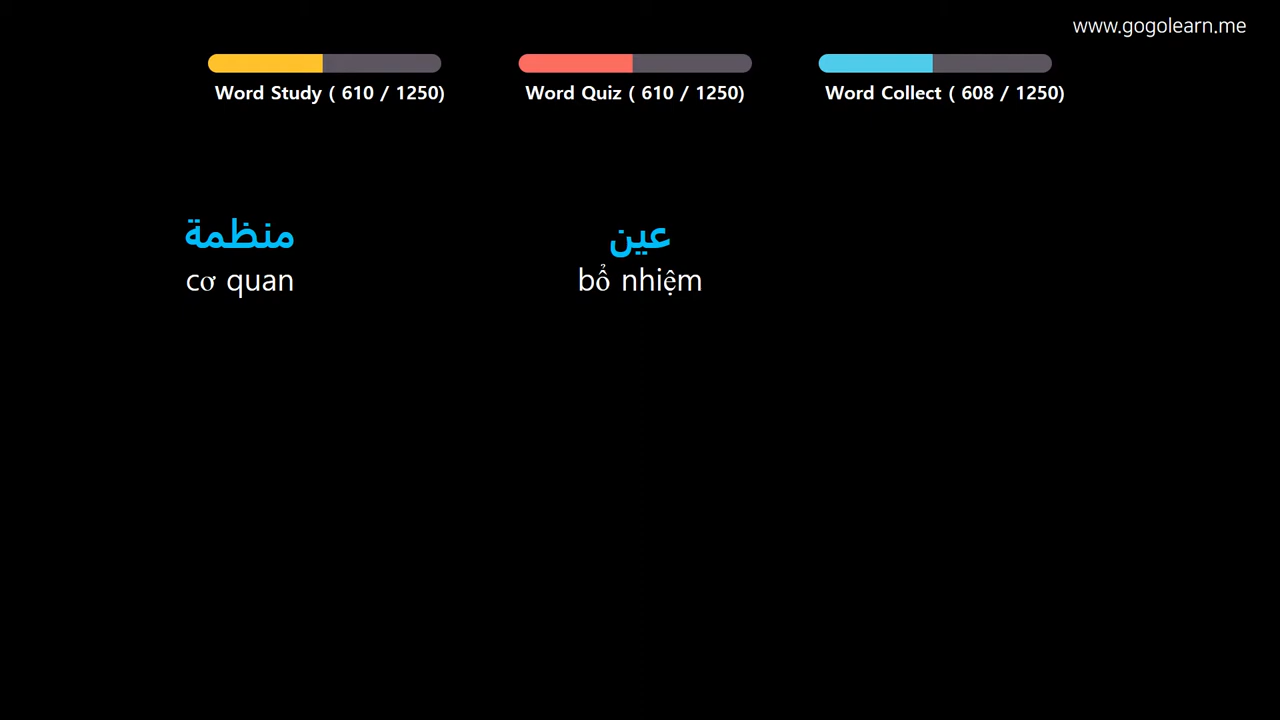 www.gogolearn.me
Word Study ( 610 / 1250)
Word Quiz ( 610 / 1250)
Word Collect ( 608 / 1250)
منظمة
cơ quan
عين
bổ nhiệm